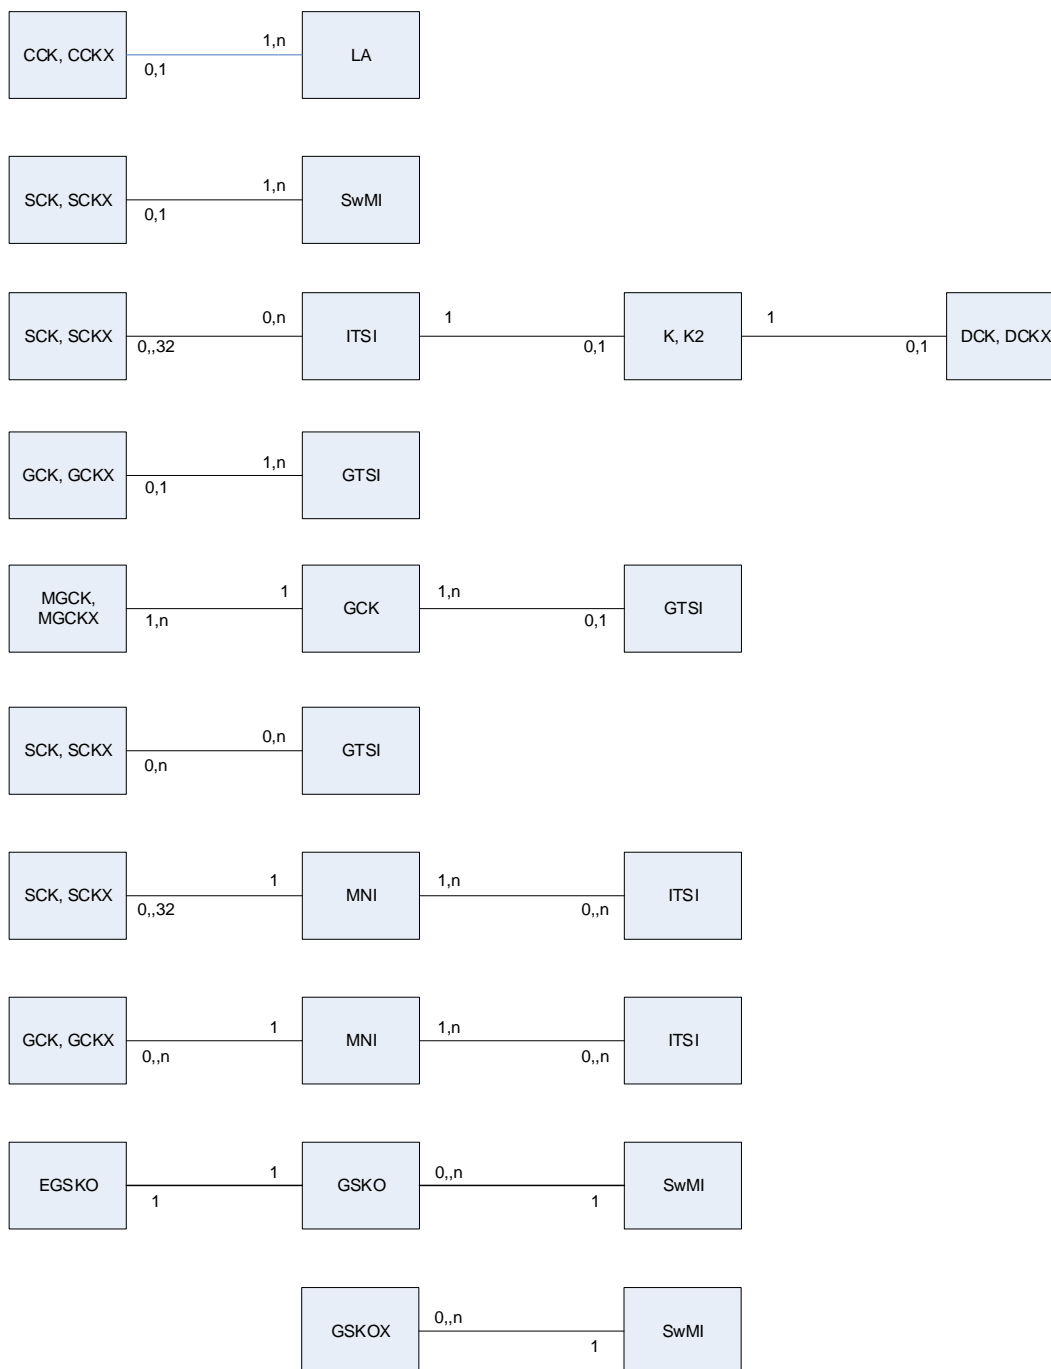 CCK, CCKX
1,n
0,1
LA
SCK, SCKX
1,n
0,1
SwMI
SCK, SCKX
0,n
0,,32
ITSI
1
0,1
K, K2
1
0,1
DCK, DCKX
GCK, GCKX
1,n
0,1
GTSI
MGCK,
MGCKX
1
1,n
GCK
1,n
0,1
GTSI
SCK, SCKX
0,n
0,n
GTSI
SCK, SCKX
1
0,,32
MNI
1,n
0,,n
ITSI
GCK, GCKX
1
0,,n
MNI
1,n
0,,n
ITSI
EGSKO
1
1
GSKO
0,,n
1
SwMI
GSKOX
0,,n
1
SwMI